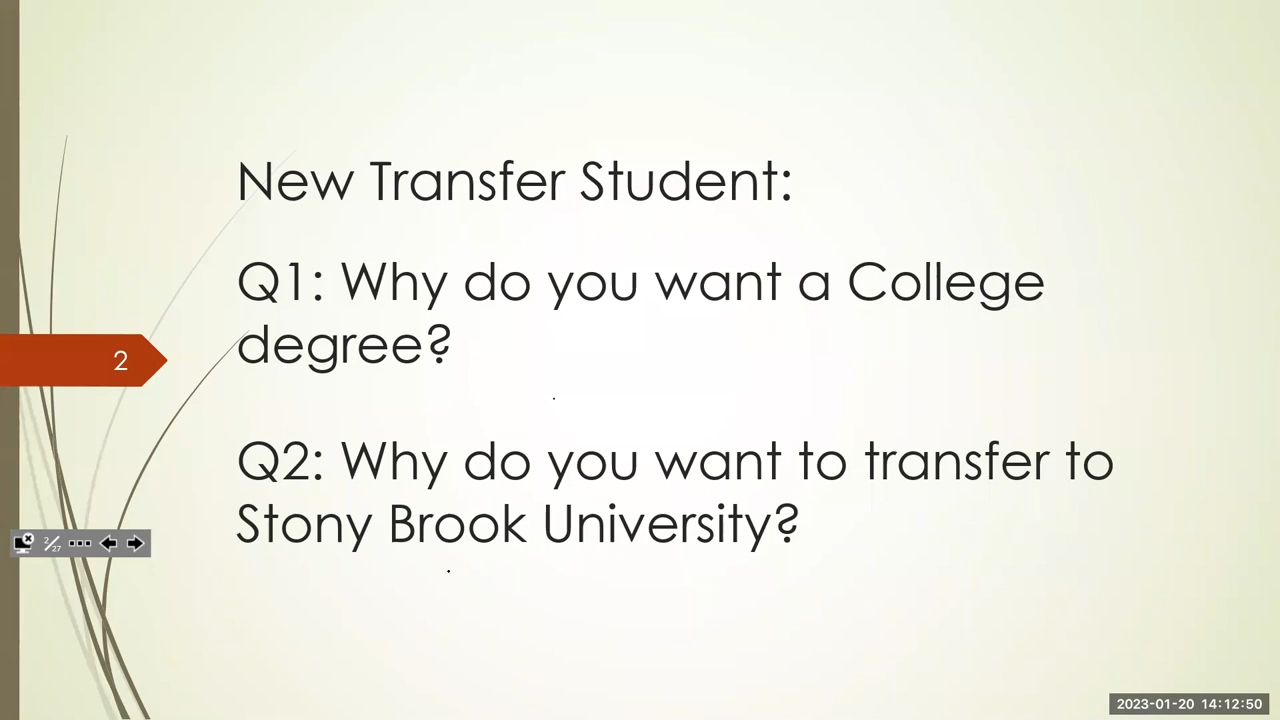 New Transfer Student:
Q1: Why do you want a College
degree?
2
Q2: Why do you want to transfer to
Stony Brook University?
2/27
2023-01-20 14:12:50